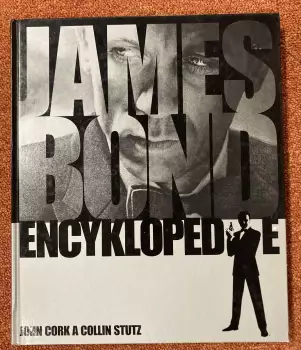 JAMES
BOND
ENCYKLOPEDIE
JOHN CORK A COLLIN STUTZ